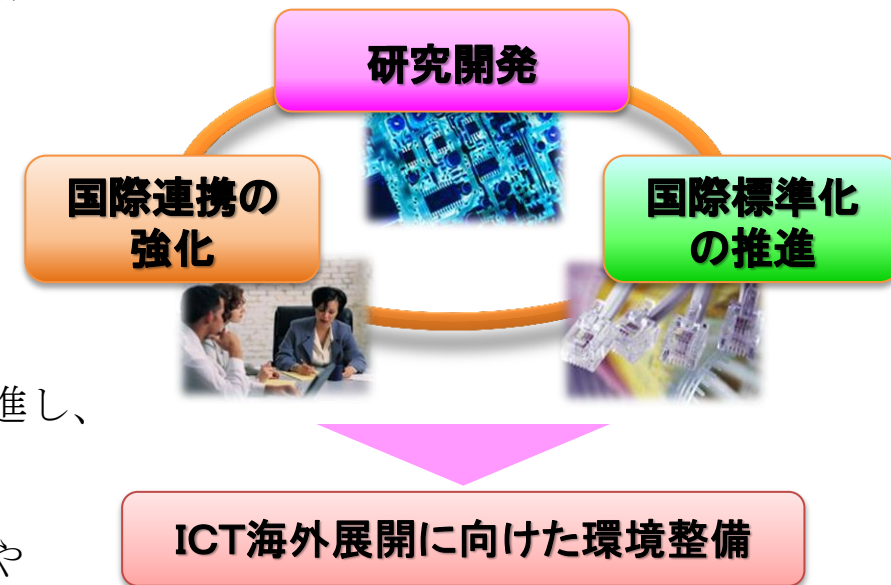 研究開発
国際連携の
強化
国際標準化
の推進
進し、
ICT海外展開に向けた環境整備
や